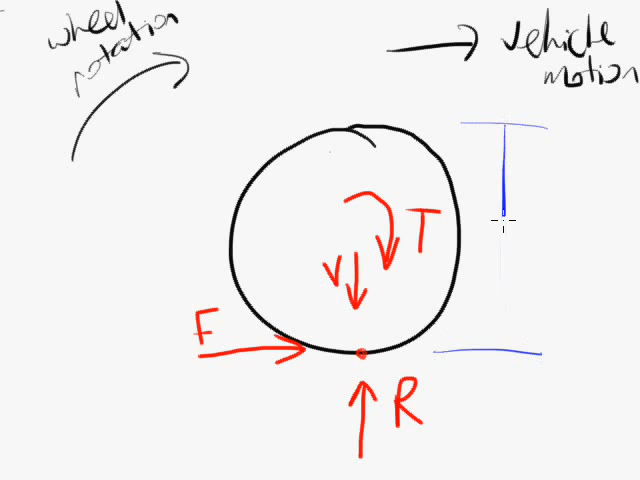 wheel
rotation
vehicle
motion
T
V
F
R